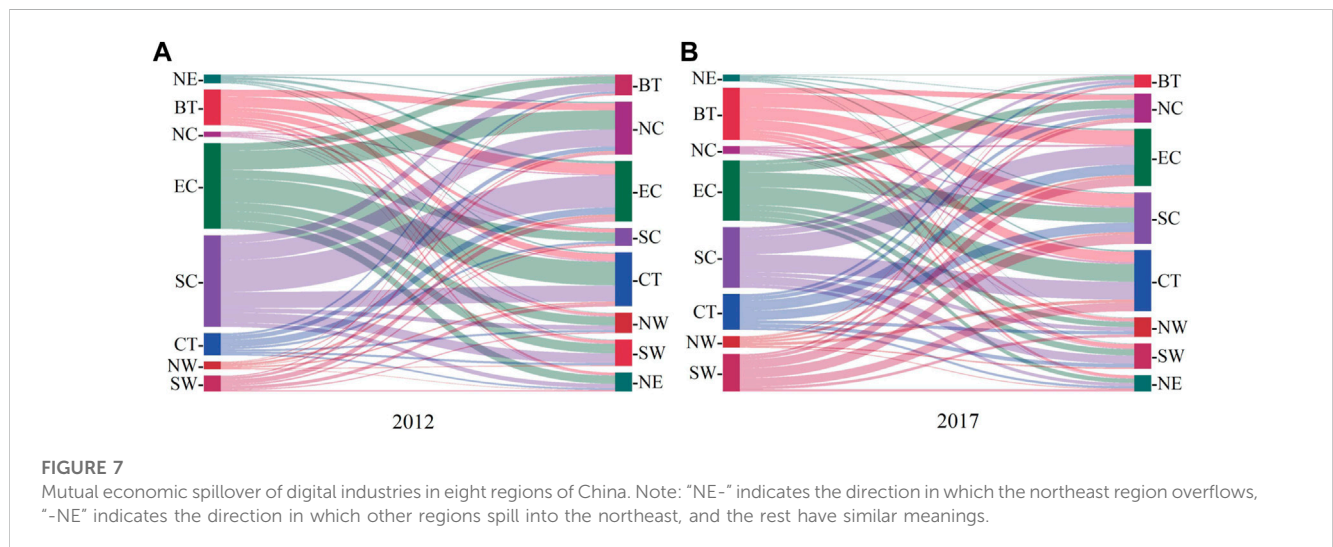 A
NE-
BT-
NC-
EC-
SC-
CT-
NW-
SW-
-BT
-NC
-EC
-SC
-CT
-NW
-SW
-NE
2012
B
NE-
BT-
NC-
EC-
SC-
CT-
NW-
SW-
-BT
-NC
-EC
-SC
-CT
-NW
-SW
-NE
2017
FIGURE 7
Mutual economic spillover of digital industries in eight regions of China. Note: “NE-” indicates the direction in which the northeast region overflows,
“-NE” indicates the direction in which other regions spill into the northeast, and the rest have similar meanings.